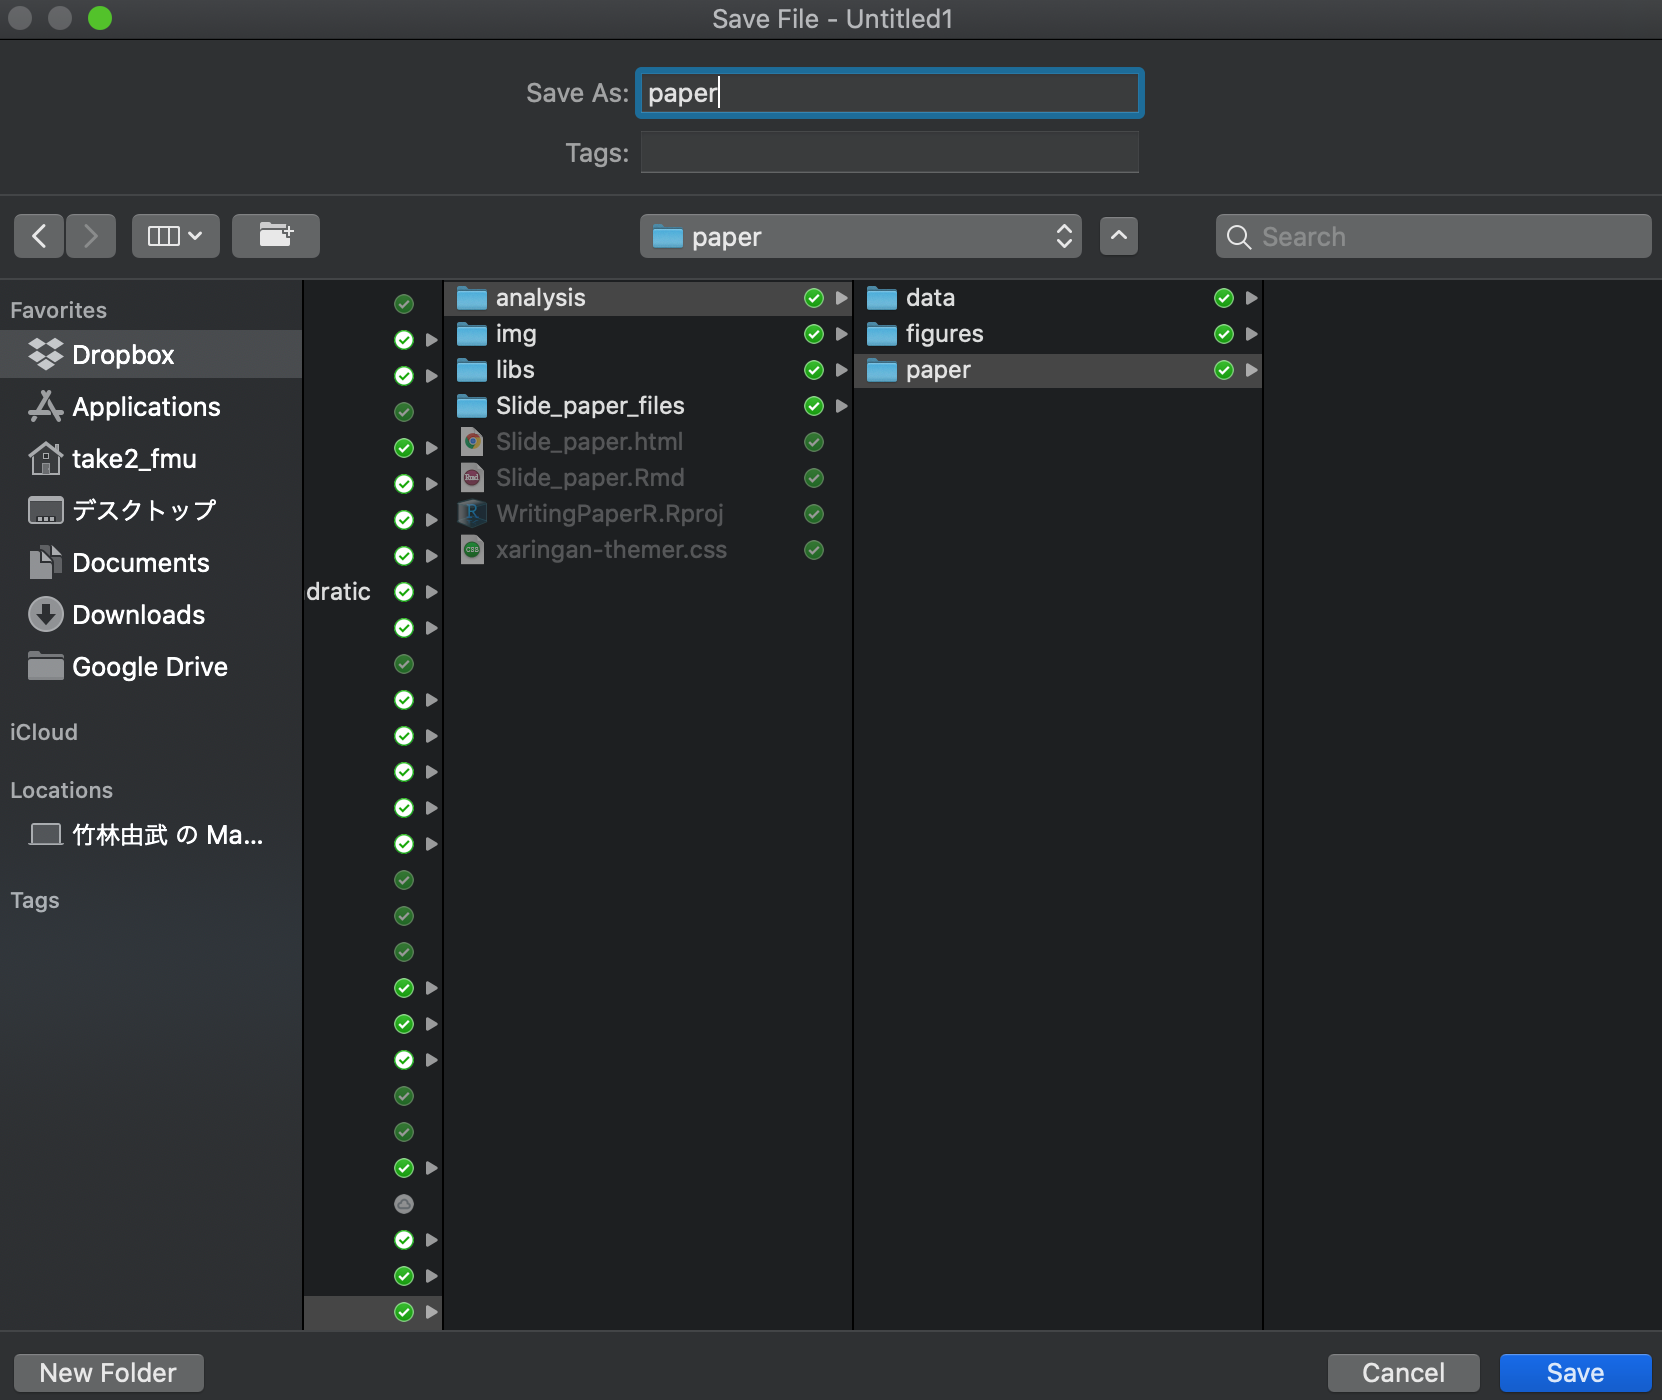 Save File - Untitled1
Save As: paper
Tags:
paper
Search
Favorites
Dropbox
Applications
take2_fmu
デスクトップ
Documents
Downloads
Google Drive
iCloud
Locations
竹林由武 の Ma...
Tags
dratic
analysis
img
libs
Slide_paper_files
Slide_paper.html
Slide_paper.Rmd
WritingPaperR.Rproj
xaringan-themer.css
data
figures
paper
New Folder
Cancel
Save